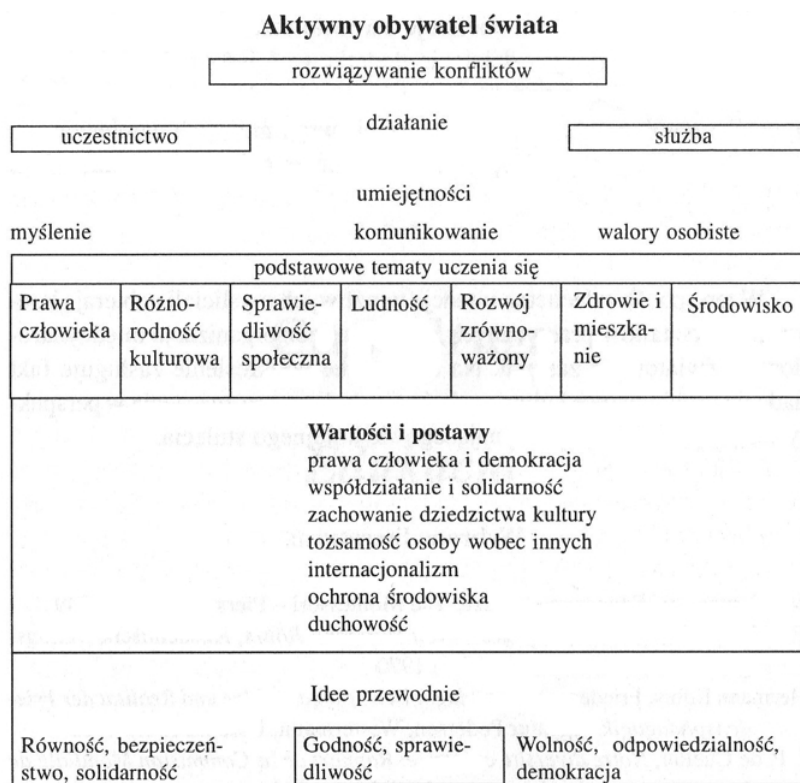 Aktywny obywatel świata
rozwiązywanie konfliktów
działanie
uczestnictwo
służba
umiejętności
myślenie komunikowanie walory osobiste
podstawowe tematy uczenia się
Prawa
człowieka
Różno-
rodność
kulturowa
Sprawie-
dliwość
społeczna
Ludność
Rozwój
zrówno-
ważony
Zdrowie i
mieszka-
nie
Środowisko
Wartości i postawy
prawa człowieka i demokracja
współdziałanie i solidarność
zachowanie dziedzictwa kultury
tożsamość osoby wobec innych
internacjonalizm
ochrona środowiska
duchowość
Idee przewodnie
Równość, bezpieczeń-
stwo, solidarność
Godność, sprawie-
dliwość
Wolność, odpowiedzialność,
demokracja